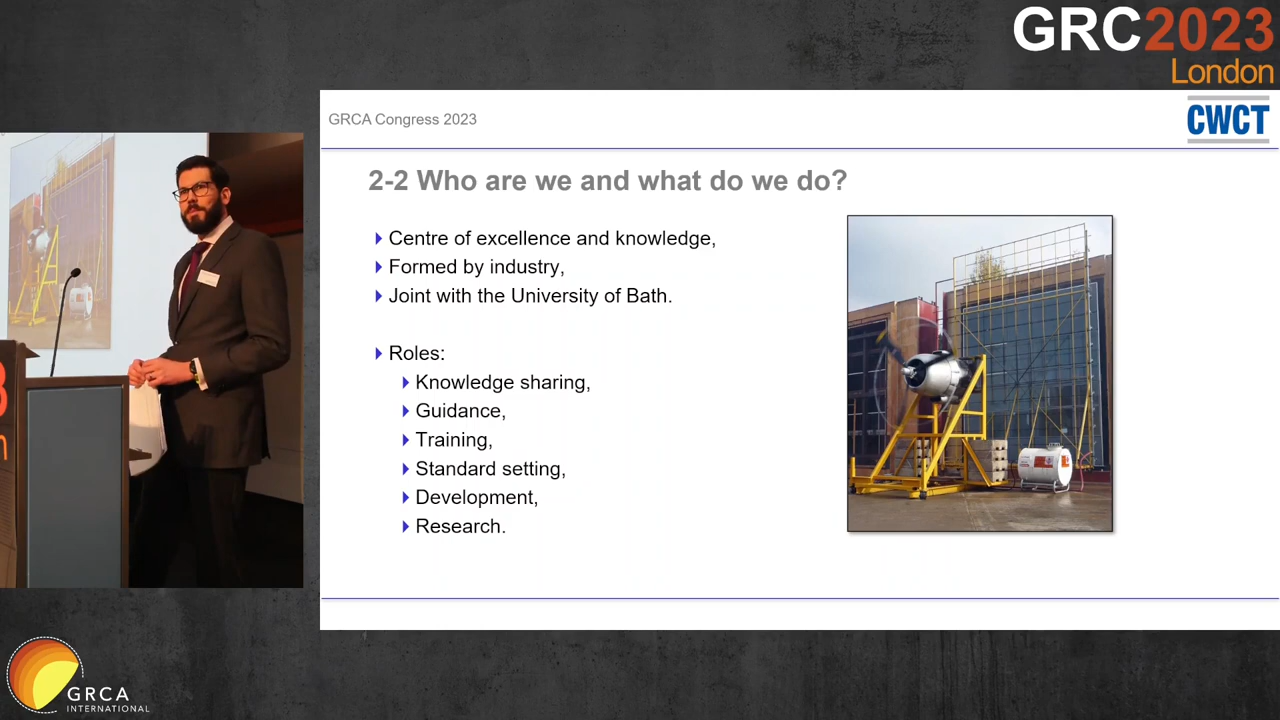 GRC2023
London
GRCA Congress 2023
CWCT
2-2 Who are we and what do we do?
Centre of excellence and knowledge,
Formed by industry,
Joint with the University of Bath.
Roles:
Knowledge sharing,
Guidance,
Training,
Standard setting,
Development,
Research.
GRCA
INTERNATIONAL